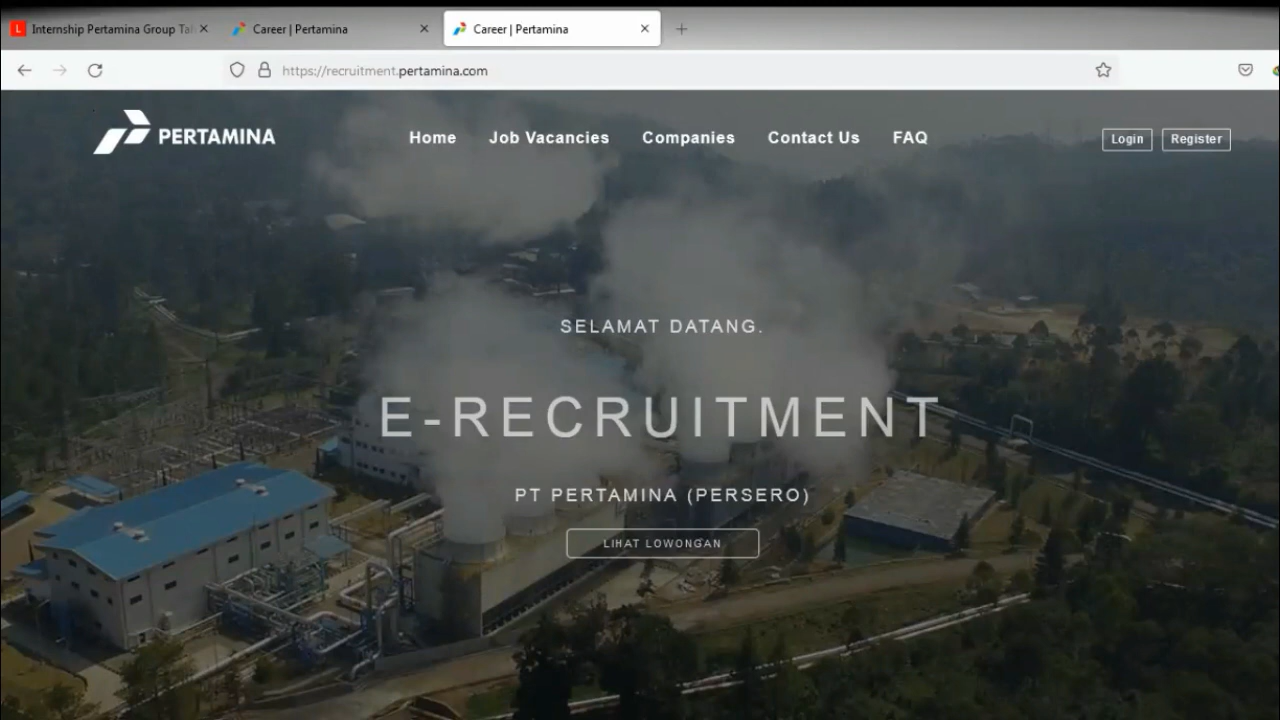 Internship Pertamina Group Ta
Career | Pertamina
Career | Pertamina
https://recruitment.pertamina.com
PERTAMINA
Home
Job Vacancies
Companies
Contact Us
FAQ
Login
Register
SELAMAT DATANG.
E-RECRUITMENT
PT PERTAMINA (PERSERO)
LIHAT LOWONGAN